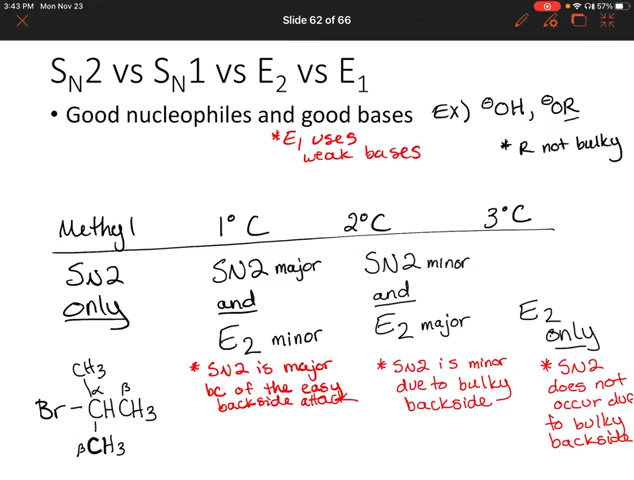 3:43 PM Mon Nov 23
57%
Slide 62 of 66
SN2 vs SN1 vs E2 vs E1
• Good nucleophiles and good bases Ex) ⊖OH, ⊖OR
* E1 uses
weak bases
* R not bulky
Methyl 1° C 2°C 3°C
SN2
only
SN2 major
and
E2 minor
SN2 minor
and
E2 major
E2
only
* SN2 is major
bc of the easy
backside attack
* SN2 is minor
due to bulky
backside
* SN2
does not
occur due
to bulky
backside
CH3
α β
Br - CHCH3
β CH3